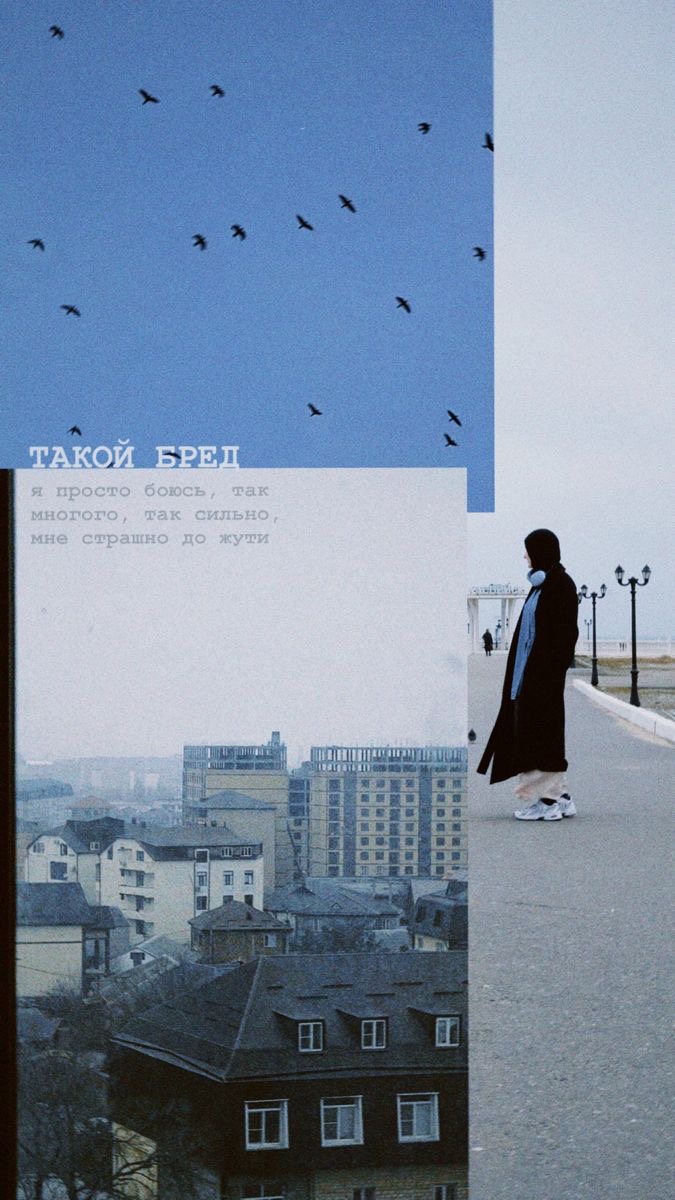 ТАКОЙ БРЕД
я просто боюсь, так
многого, так сильно,
мне страшно до жути